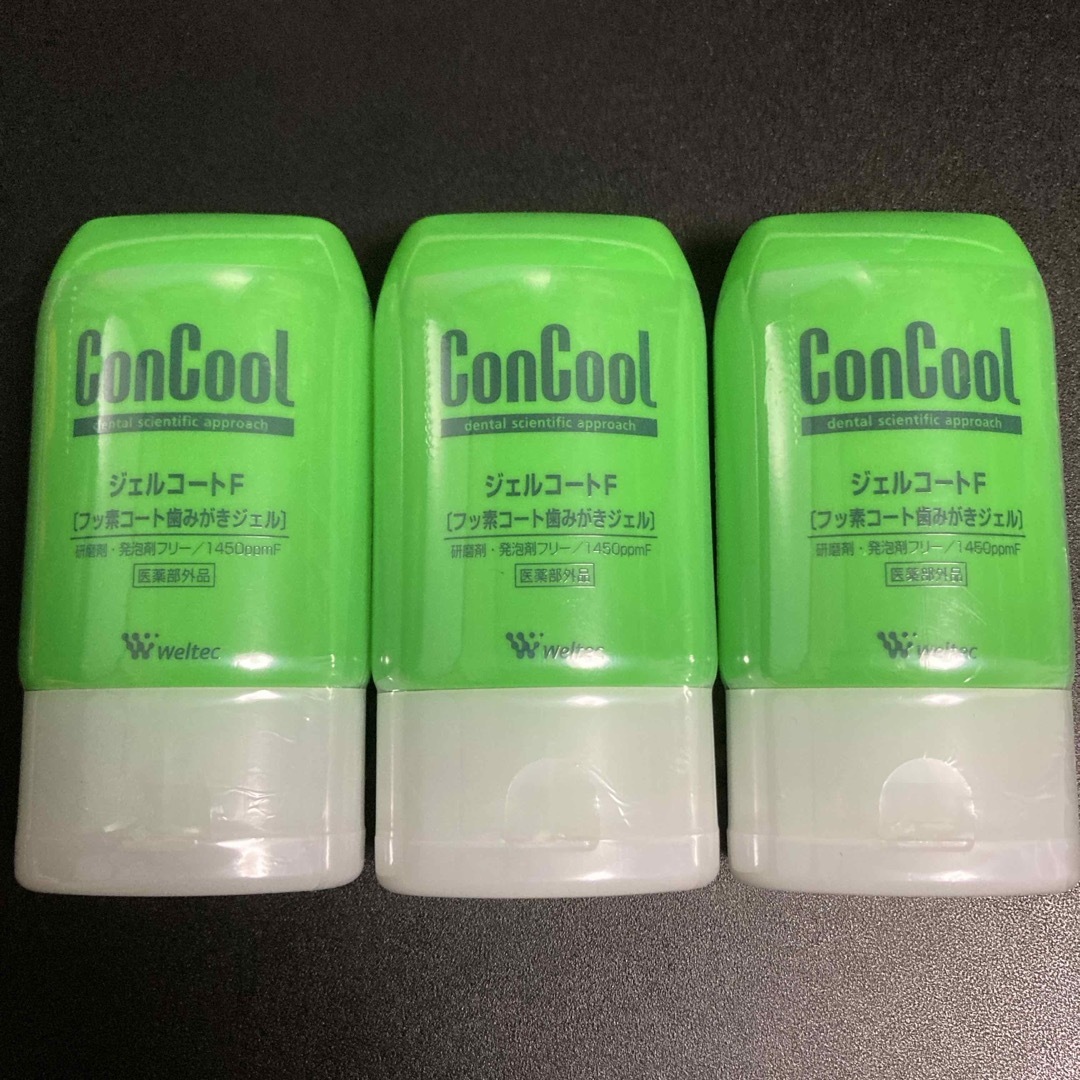 ConCool
dental scientific approach
ジェルコートF
[フッ素コート歯みがきジェル]
研磨剤・発泡剤フリー/1450ppmF
医薬部外品
weltec
ConCool
dental scientific approach
ジェルコートF
[フッ素コート歯みがきジェル]
研磨剤・発泡剤フリー/1450ppmF
医薬部外品
weltec
ConCool
dental scientific approach
ジェルコートF
[フッ素コート歯みがきジェル]
研磨剤・発泡剤フリー/1450ppmF
医薬部外品
weltec